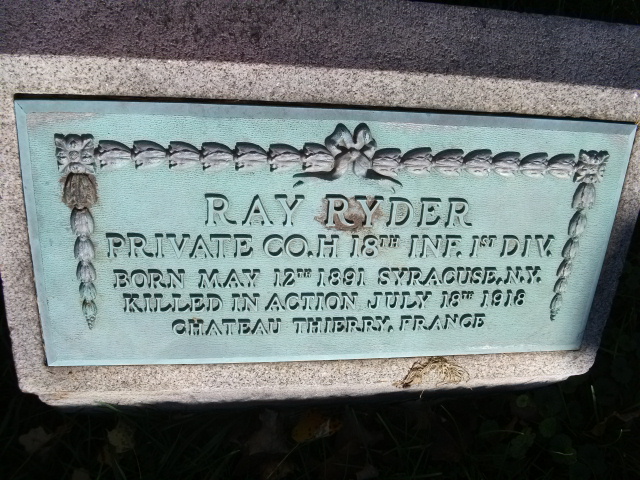 RAY RYDER
PRIVATE CO. H 18TH INF. 1ST DIV.
BORN MAY 12TH 1891 SYRACUSE, N.Y.
KILLED IN ACTION JULY 18TH 1918
CHATEAU THIERRY, FRANCE